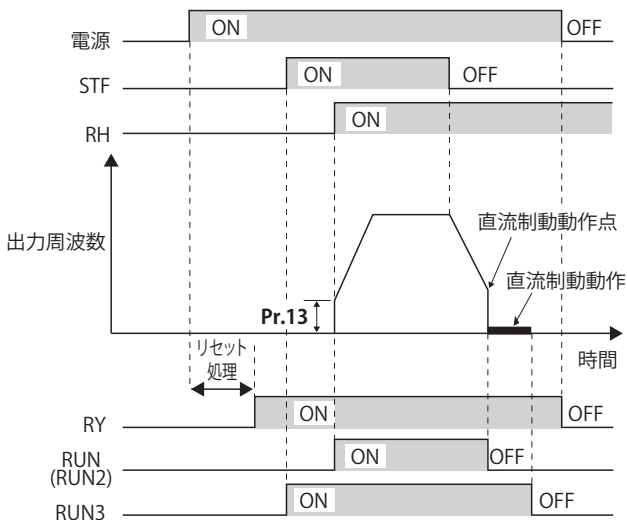 電源
ON
OFF
STF
ON
OFF
RH
ON
出力周波数
直流制動動作点
直流制動動作
Pr.13
時間
リセット
処理
RY
ON
OFF
RUN
(RUN2)
ON
OFF
RUN3
ON
OFF